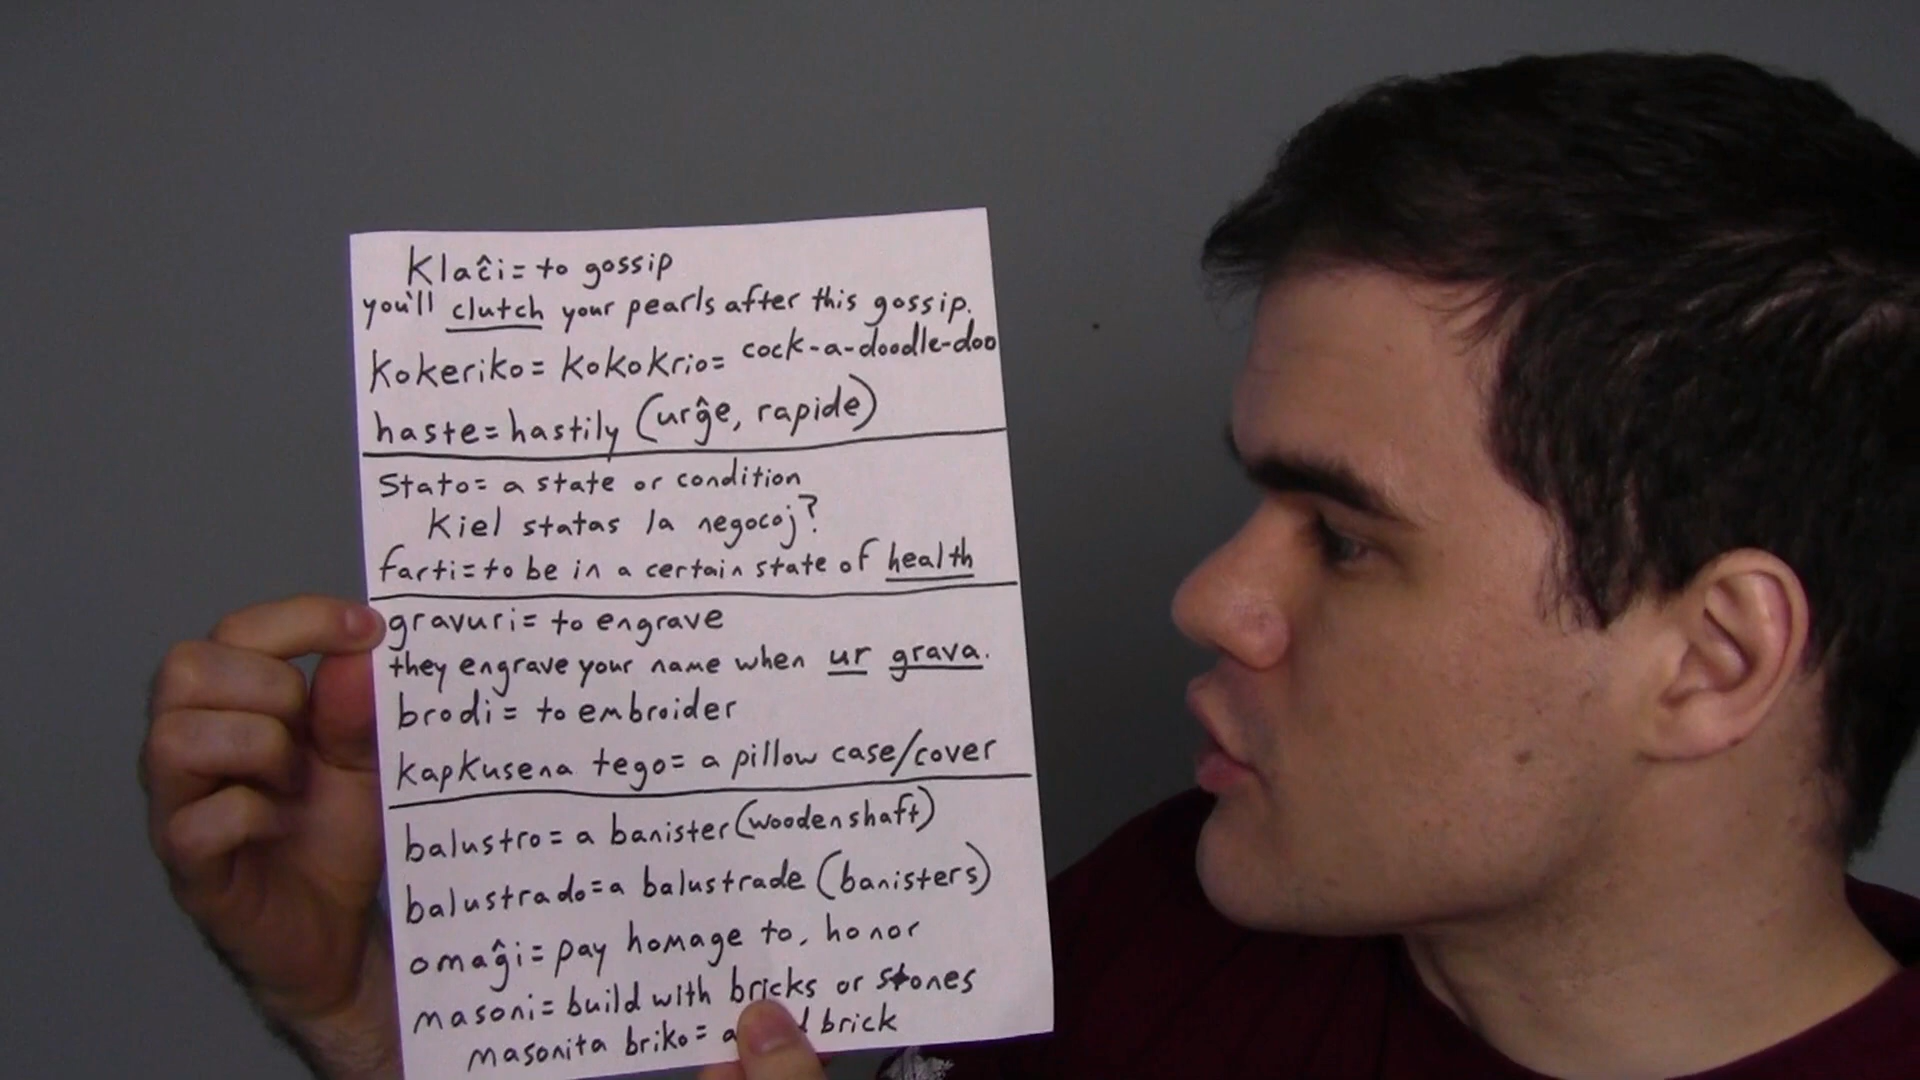 Klaĉi= to gossip
you'll clutch your pearls after this gossip.
Kokeriko= Kokokrio= cock-a-doodle-doo
haste= hastily (urĝe, rapide)
Stato= a state or condition
Kiel statas la negocoj?
farti= to be in a certain state of health
gravuri= to engrave
they engrave your name when ur grava.
brodi= to embroider
Kapkusena tego= a pillow case/cover
balustro= a banister (wooden shaft)
balustrado= a balustrade (banisters)
omaĝi= pay homage to, honor
masoni= build with bricks or stones
masonita briko= a brick